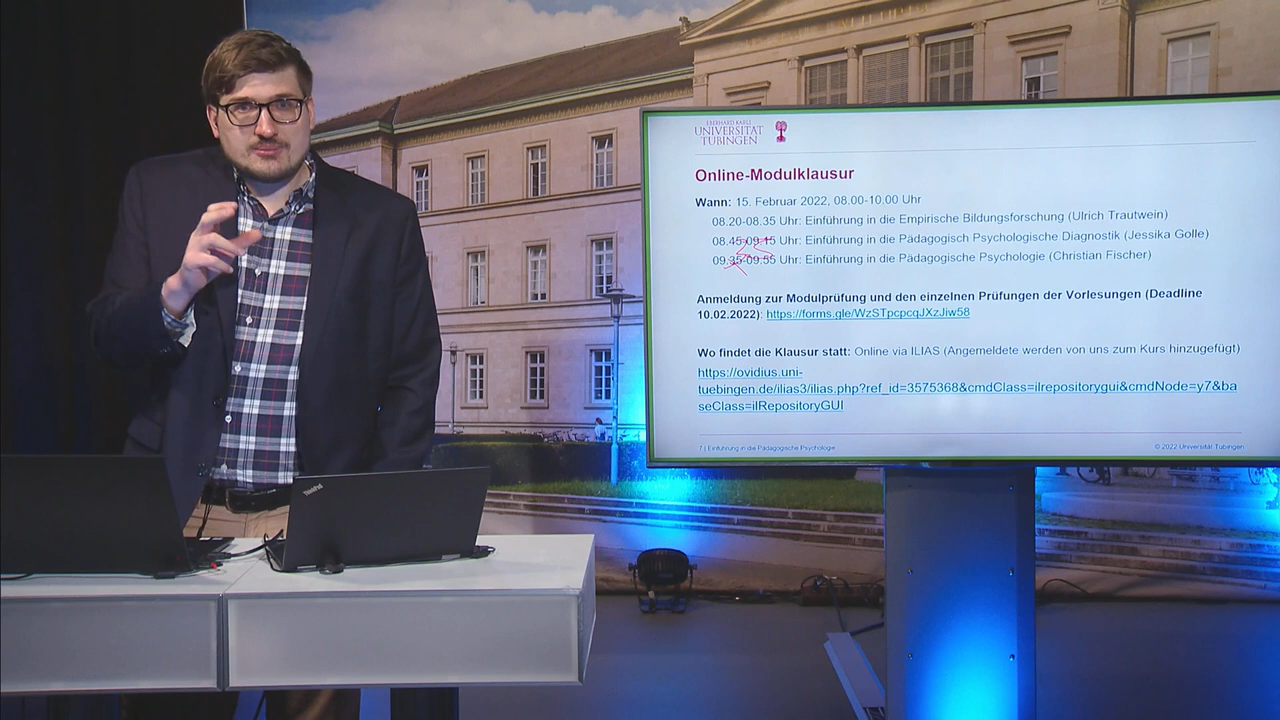 EBERHARD KARLS
UNIVERSITÄT
TÜBINGEN
Online-Modulklausur
Wann: 15. Februar 2022, 08.00-10.00 Uhr
08.20-08.35 Uhr: Einführung in die Empirische Bildungsforschung (Ulrich Trautwein)
08.45-09.15 Uhr: Einführung in die Pädagogisch Psychologische Diagnostik (Jessika Golle)
09.35-09.55 Uhr: Einführung in die Pädagogische Psychologie (Christian Fischer)
Anmeldung zur Modulprüfung und den einzelnen Prüfungen der Vorlesungen (Deadline
10.02.2022): https://forms.gle/WzSTpcpcqJXzJiw58
Wo findet die Klausur statt: Online via ILIAS (Angemeldete werden von uns zum Kurs hinzugefügt)
https://ovidius.uni-
tuebingen.de/ilias3/ilias.php?ref_id=3575368&cmdClass=ilrepositorygui&cmdNode=y7&ba
seClass=ilRepositoryGUI
7 | Einführung in die Pädagogische Psychologie
© 2022 Universität Tübingen
ThinkPad